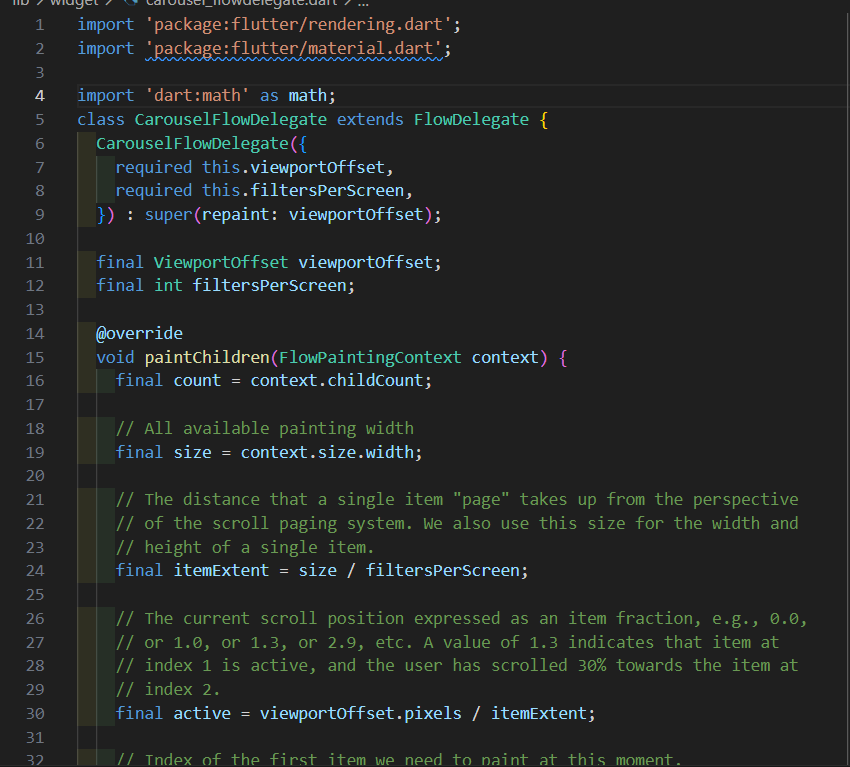 lib > widget > carousel_flowdelegate.dart > ...
1 import 'package:flutter/rendering.dart';
2 import 'package:flutter/material.dart';
3
4 import 'dart:math' as math;
5 class CarouselFlowDelegate extends FlowDelegate {
6 CarouselFlowDelegate({
7 required this.viewportOffset,
8 required this.filtersPerScreen,
9 }) : super(repaint: viewportOffset);
10
11 final ViewportOffset viewportOffset;
12 final int filtersPerScreen;
13
14 @override
15 void paintChildren(FlowPaintingContext context) {
16 final count = context.childCount;
17
18 // All available painting width
19 final size = context.size.width;
20
21 // The distance that a single item "page" takes up from the perspective
22 // of the scroll paging system. We also use this size for the width and
23 // height of a single item.
24 final itemExtent = size / filtersPerScreen;
25
26 // The current scroll position expressed as an item fraction, e.g., 0.0,
27 // or 1.0, or 1.3, or 2.9, etc. A value of 1.3 indicates that item at
28 // index 1 is active, and the user has scrolled 30% towards the item at
29 // index 2.
30 final active = viewportOffset.pixels / itemExtent;
31
32 // Index of the first item we need to paint at this moment.